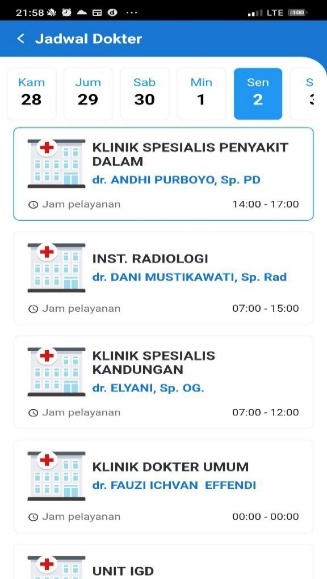 21:58 LTE 100
Jadwal Dokter
Kam Jum Sab Min Sen S
28 29 30 1 2 3
KLINIK SPESIALIS PENYAKIT
DALAM
dr. ANDHI PURBOYO, Sp. PD
Jam pelayanan 14:00 - 17:00
INST. RADIOLOGI
dr. DANI MUSTIKAWATI, Sp. Rad
Jam pelayanan 07:00 - 15:00
KLINIK SPESIALIS
KANDUNGAN
dr. ELYANI, Sp. OG.
Jam pelayanan 07:00 - 12:00
KLINIK DOKTER UMUM
dr. FAUZI ICHVAN EFFENDI
Jam pelayanan 00:00 - 00:00
UNIT IGD